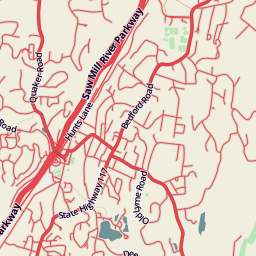 Saw Mill River Parkway
Quaker Road
Hunts Lane
Bedford Road
Road
State Highway 117
Old Lyme Road
Parkway